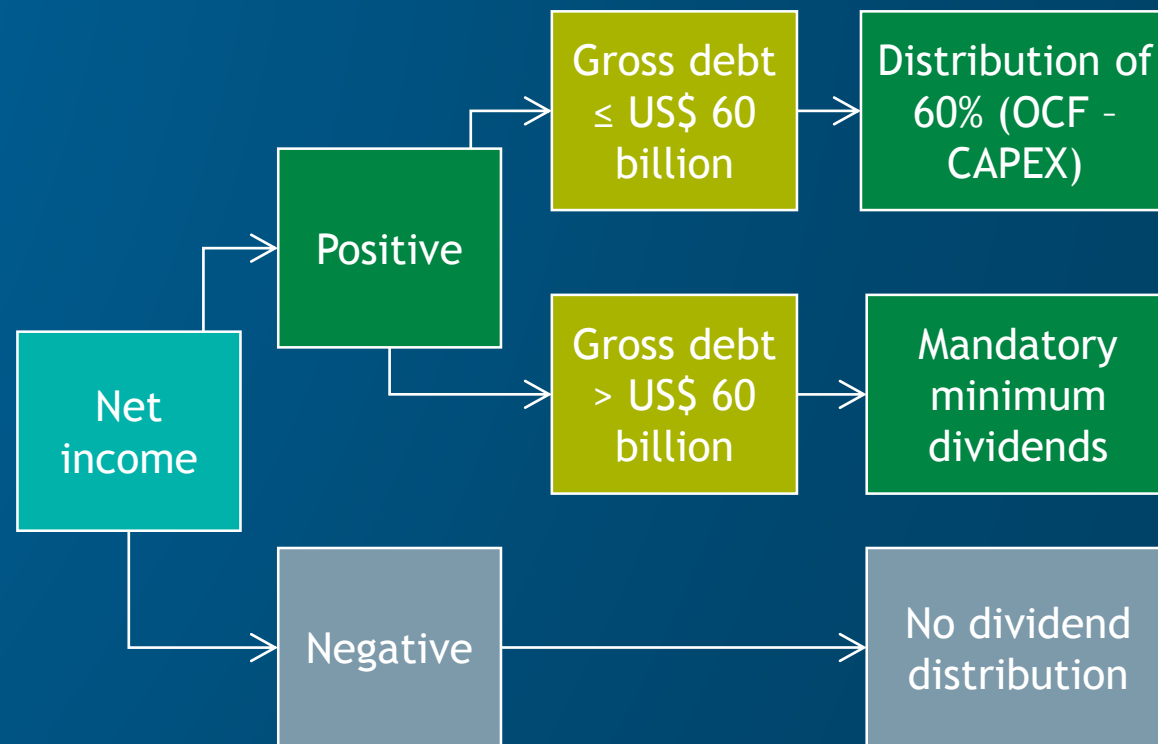 Net
income
Positive
Gross debt
≤ US$ 60
billion
Distribution of
60% (OCF –
CAPEX)
Gross debt
> US$ 60
billion
Mandatory
minimum
dividends
Negative
No dividend
distribution